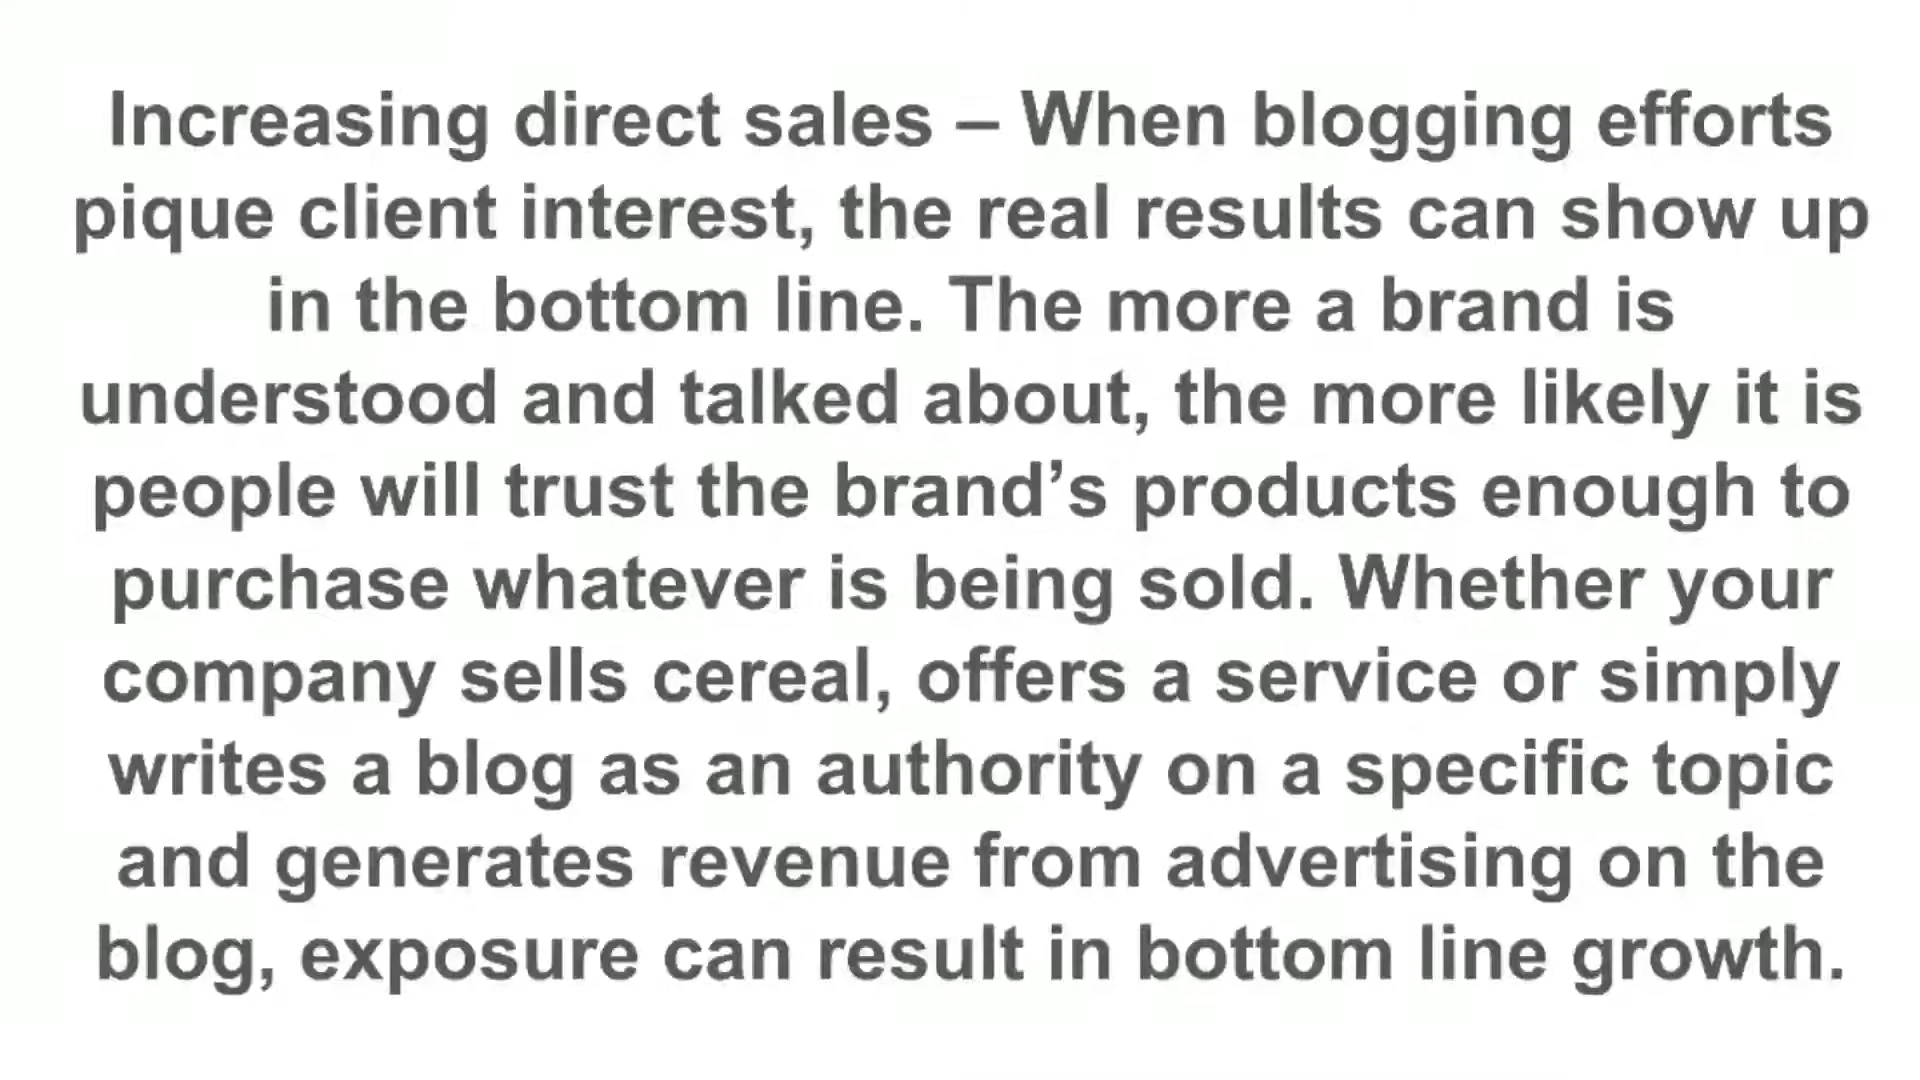 Increasing direct sales – When blogging efforts
pique client interest, the real results can show up
in the bottom line. The more a brand is
understood and talked about, the more likely it is
people will trust the brand’s products enough to
purchase whatever is being sold. Whether your
company sells cereal, offers a service or simply
writes a blog as an authority on a specific topic
and generates revenue from advertising on the
blog, exposure can result in bottom line growth.